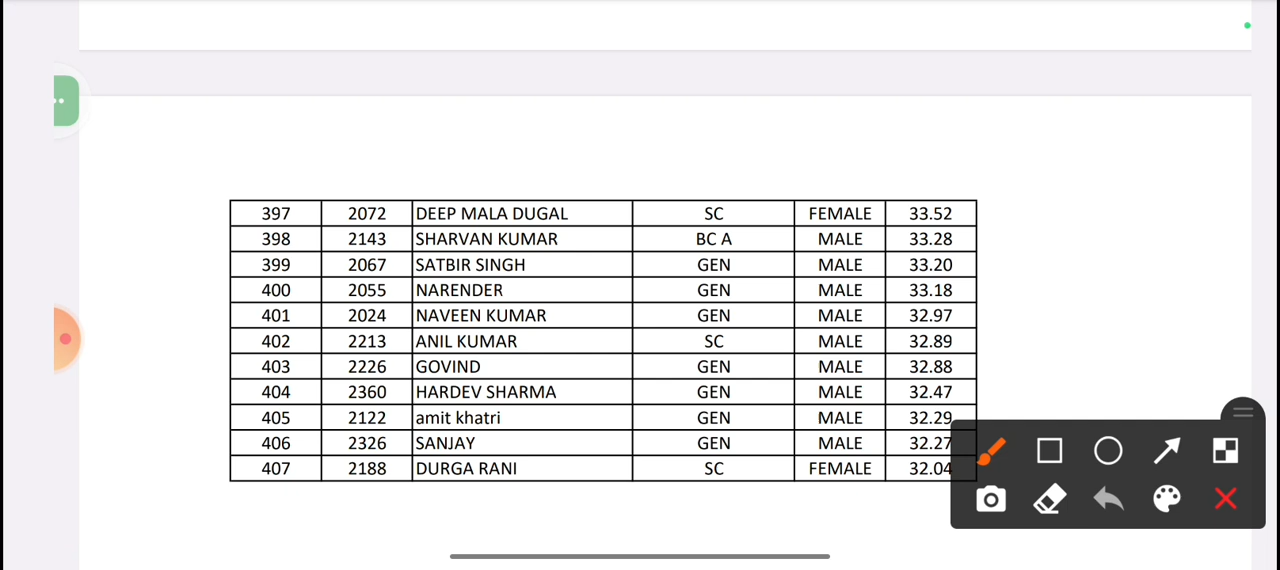 397 2072 DEEP MALA DUGAL SC FEMALE 33.52
398 2143 SHARVAN KUMAR BC A MALE 33.28
399 2067 SATBIR SINGH GEN MALE 33.20
400 2055 NARENDER GEN MALE 33.18
401 2024 NAVEEN KUMAR GEN MALE 32.97
402 2213 ANIL KUMAR SC MALE 32.89
403 2226 GOVIND GEN MALE 32.88
404 2360 HARDEV SHARMA GEN MALE 32.47
405 2122 amit khatri GEN MALE 32.29
406 2326 SANJAY GEN MALE 32.27
407 2188 DURGA RANI SC FEMALE 32.04